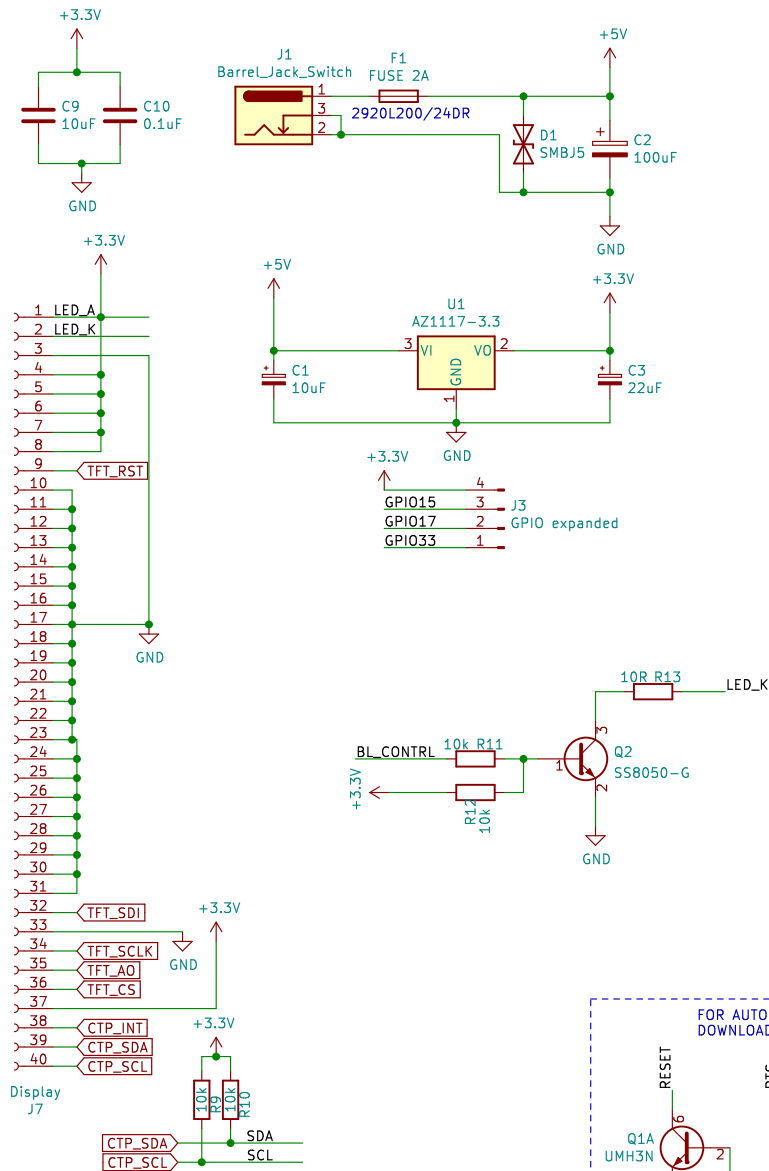 +3.3V
C9
10uF
C10
0.1uF
GND
J1
Barrel_Jack_Switch
1
3
2
F1
FUSE 2A
2920L200/24DR
+5V
D1
SMBJ5
+
C2
100uF
GND
+3.3V
1 LED_A
2 LED_K
3
4
5
6
7
8
9 TFT_RST
10
11
12
13
14
15
16
17
18
19
20
21
22
23
24
25
26
27
28
29
30
31
32 TFT_SDI
33
34 TFT_SCLK
35 TFT_AO
36 TFT_CS
37
38 CTP_INT
39 CTP_SDA
40 CTP_SCL
Display
J7
GND
GND
+3.3V
+5V
+
C1
10uF
U1
AZ1117-3.3
3 VI
VO 2
GND
1
+3.3V
+
C3
22uF
GND
+3.3V
4
GPIO15 3
GPIO17 2
GPIO33 1
J3
GPIO expanded
10R R13
LED_K
BL_CONTRL
10k R11
+3.3V
R12
10k
1
3
2
Q2
SS8050-G
GND
+3.3V
10k
R9
10k
R10
CTP_SDA SDA
CTP_SCL SCL
FOR AUTO
DOWNLOAD
RESET
6
Q1A
UMH3N
2